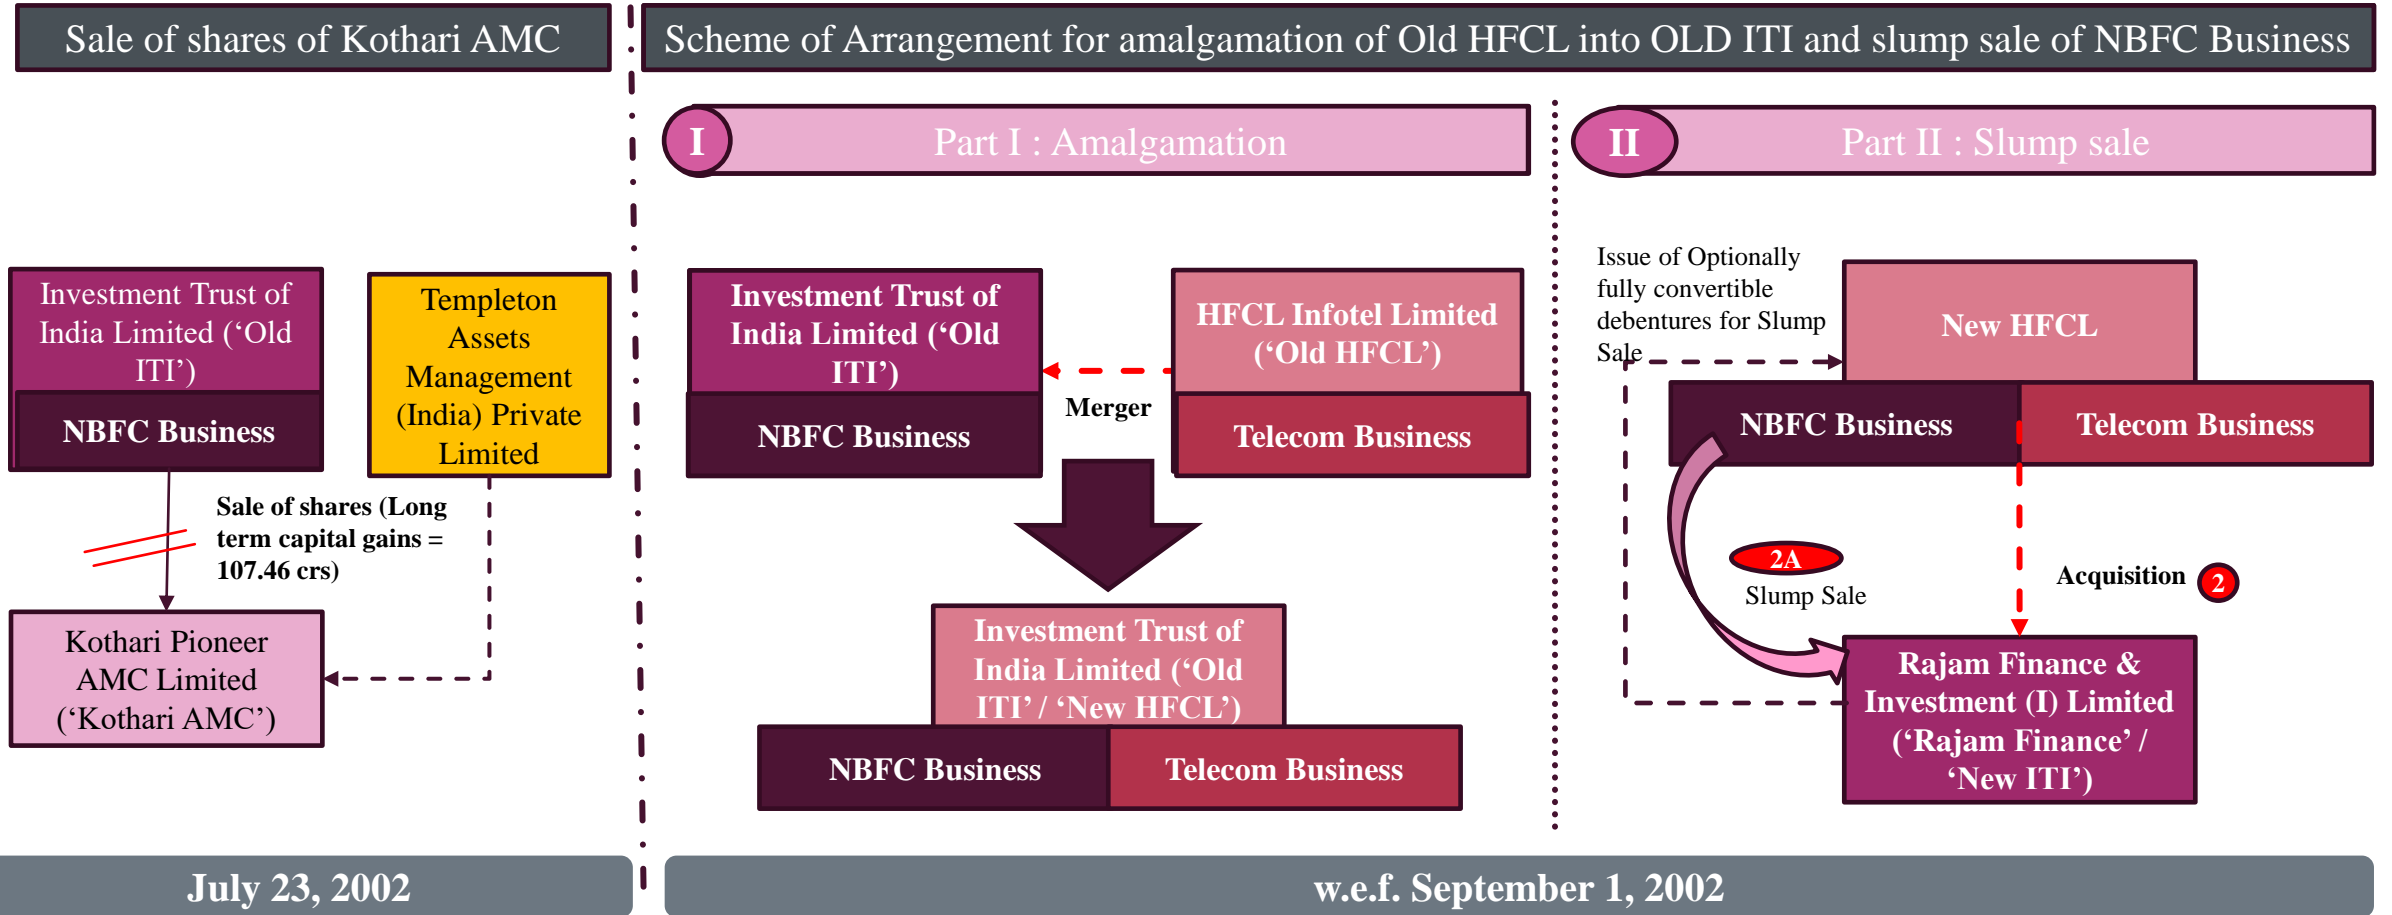 Sale of shares of Kothari AMC
Scheme of Arrangement for amalgamation of Old HFCL into OLD ITI and slump sale of NBFC Business
I
Part I : Amalgamation
II
Part II : Slump sale
Investment Trust of
India Limited (‘Old
ITI’)
NBFC Business
Templeton
Assets
Management
(India) Private
Limited
Sale of shares (Long
term capital gains =
107.46 crs)
Kothari Pioneer
AMC Limited
(‘Kothari AMC’)
Investment Trust of
India Limited (‘Old
ITI’)
NBFC Business
Merger
HFCL Infotel Limited
(‘Old HFCL’)
Telecom Business
Investment Trust of
India Limited (‘Old
ITI’ / ‘New HFCL’)
NBFC Business
Telecom Business
Issue of Optionally
fully convertible
debentures for Slump
Sale
New HFCL
NBFC Business
Telecom Business
2A
Slump Sale
Acquisition
2
Rajam Finance &
Investment (I) Limited
(‘Rajam Finance’ /
‘New ITI’)
July 23, 2002
w.e.f. September 1, 2002